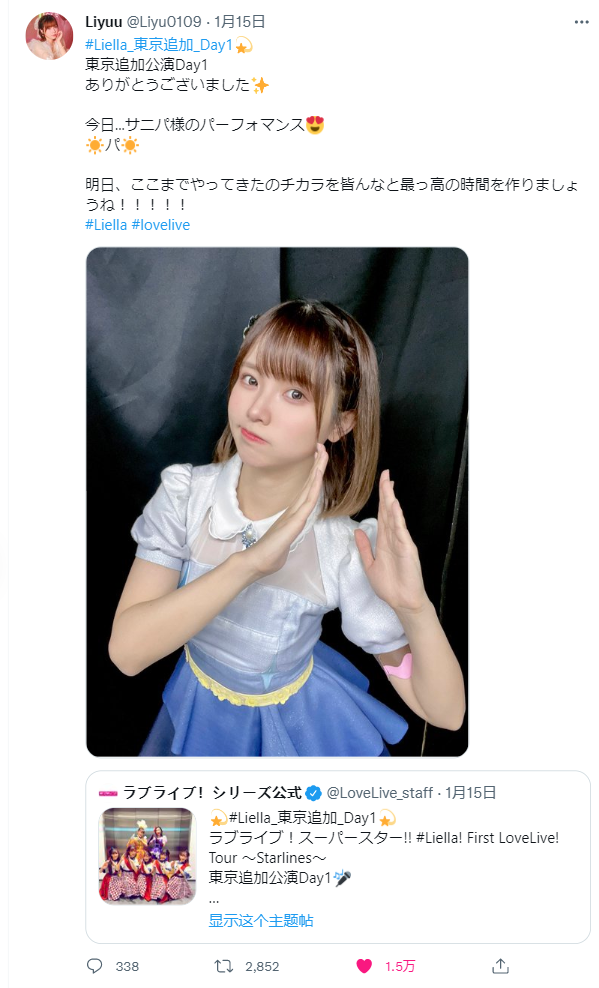 Liyuu @Liyu0109 · 1月15日
#Liella_東京追加_Day1💫
東京追加公演Day1
ありがとうございました✨
今日...サニパ様のパーフォマンス😍
☀️パ☀️
明日、ここまでやってきたのチカラを皆んなと最っ高の時間を作りましょ
うね！！！！！
#Liella #lovelive
ラブライブ！シリーズ公式 @LoveLive_staff · 1月15日
💫#Liella_東京追加_Day1💫
ラブライブ！スーパースター!! #Liella! First LoveLive!
Tour ～Starlines～
東京追加公演Day1🎤
...
显示这个主题帖
338 2,852 1.5万